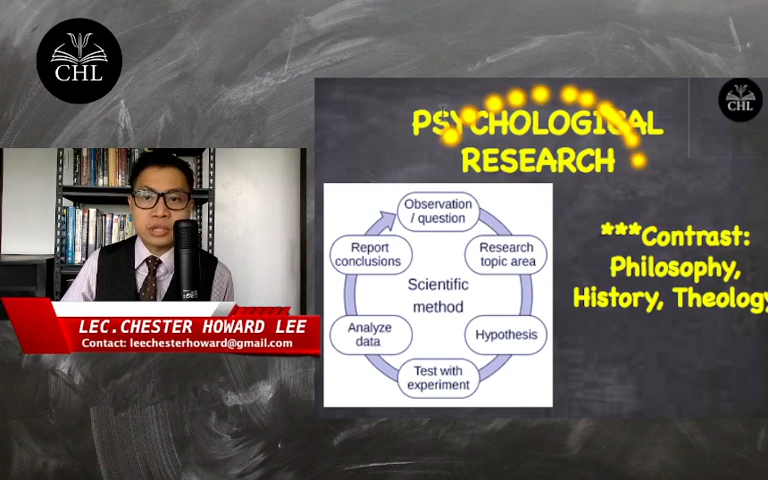 CHL
LEC.CHESTER HOWARD LEE
Contact: leechesterhoward@gmail.com
CHL
PSYCHOLOGICAL
RESEARCH
Observation
/ question
Research
topic area
Hypothesis
Test with
experiment
Analyze
data
Report
conclusions
Scientific
method
***Contrast:
Philosophy,
History, Theology